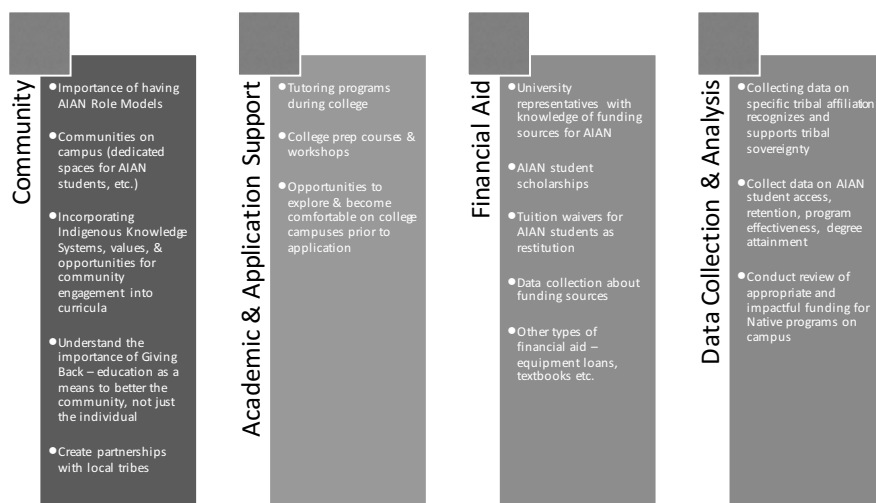 Community
•Importance of having
AIAN Role Models
•Communities on
campus (dedicated
spaces for AIAN
students, etc.)
•Incorporating
Indigenous Knowledge
Systems, values, &
opportunities for
community
engagement into
curricula
•Understand the
importance of Giving
Back – education as a
means to better the
community, not just
the individual
•Create partnerships
with local tribes
Academic & Application Support
•Tutoring programs
during college
•College prep courses &
workshops
•Opportunities to
explore & become
comfortable on college
campuses prior to
application
Financial Aid
•University
representatives with
knowledge of funding
sources for AIAN
•AIAN student
scholarships
•Tuition waivers for
AIAN students as
restitution
•Data collection about
funding sources
•Other types of
financial aid –
equipment loans,
textbooks etc.
Data Collection & Analysis
•Collecting data on
specific tribal affiliation
recognizes and
supports tribal
sovereignty
•Collect data on AIAN
student access,
retention, program
effectiveness, degree
attainment
•Conduct review of
appropriate and
impactful funding for
Native programs on
campus